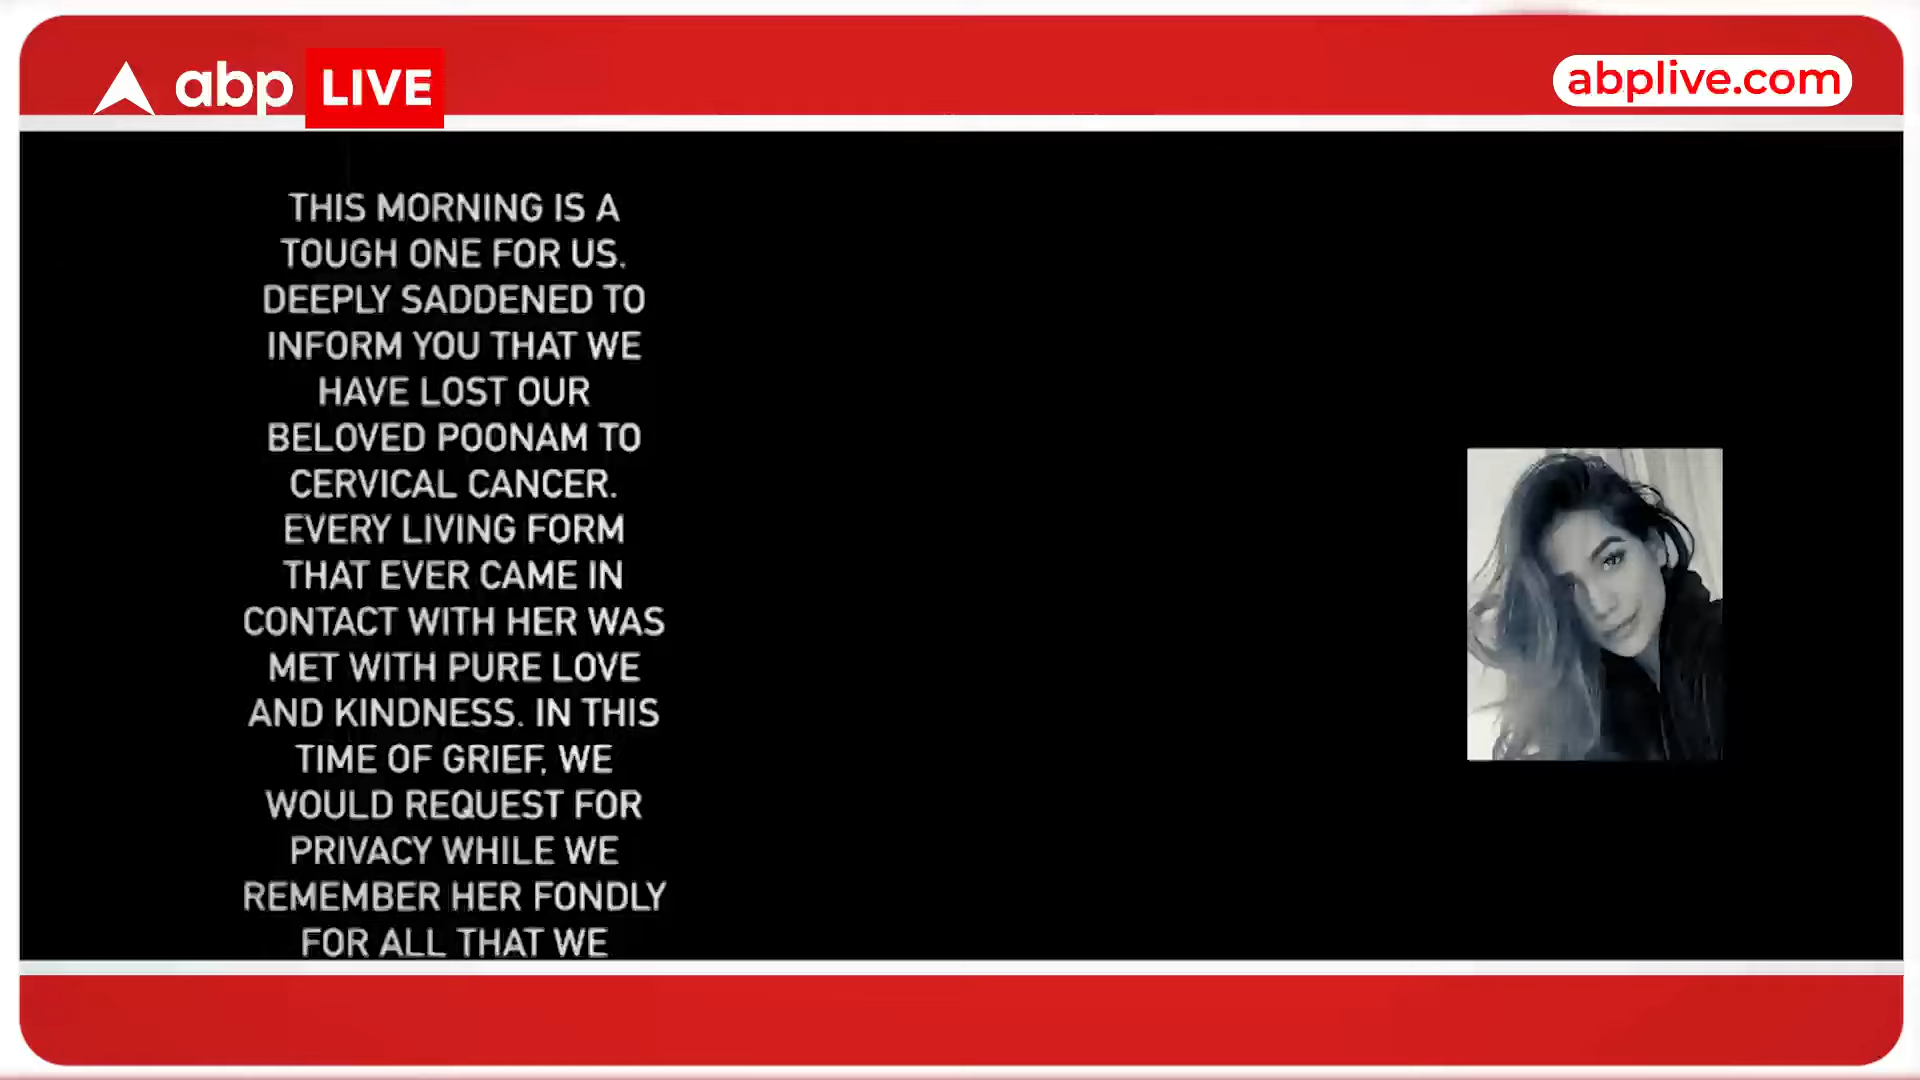 abp LIVE
abplive.com
THIS MORNING IS A
TOUGH ONE FOR US.
DEEPLY SADDENED TO
INFORM YOU THAT WE
HAVE LOST OUR
BELOVED POONAM TO
CERVICAL CANCER.
EVERY LIVING FORM
THAT EVER CAME IN
CONTACT WITH HER WAS
MET WITH PURE LOVE
AND KINDNESS. IN THIS
TIME OF GRIEF, WE
WOULD REQUEST FOR
PRIVACY WHILE WE
REMEMBER HER FONDLY
FOR ALL THAT WE